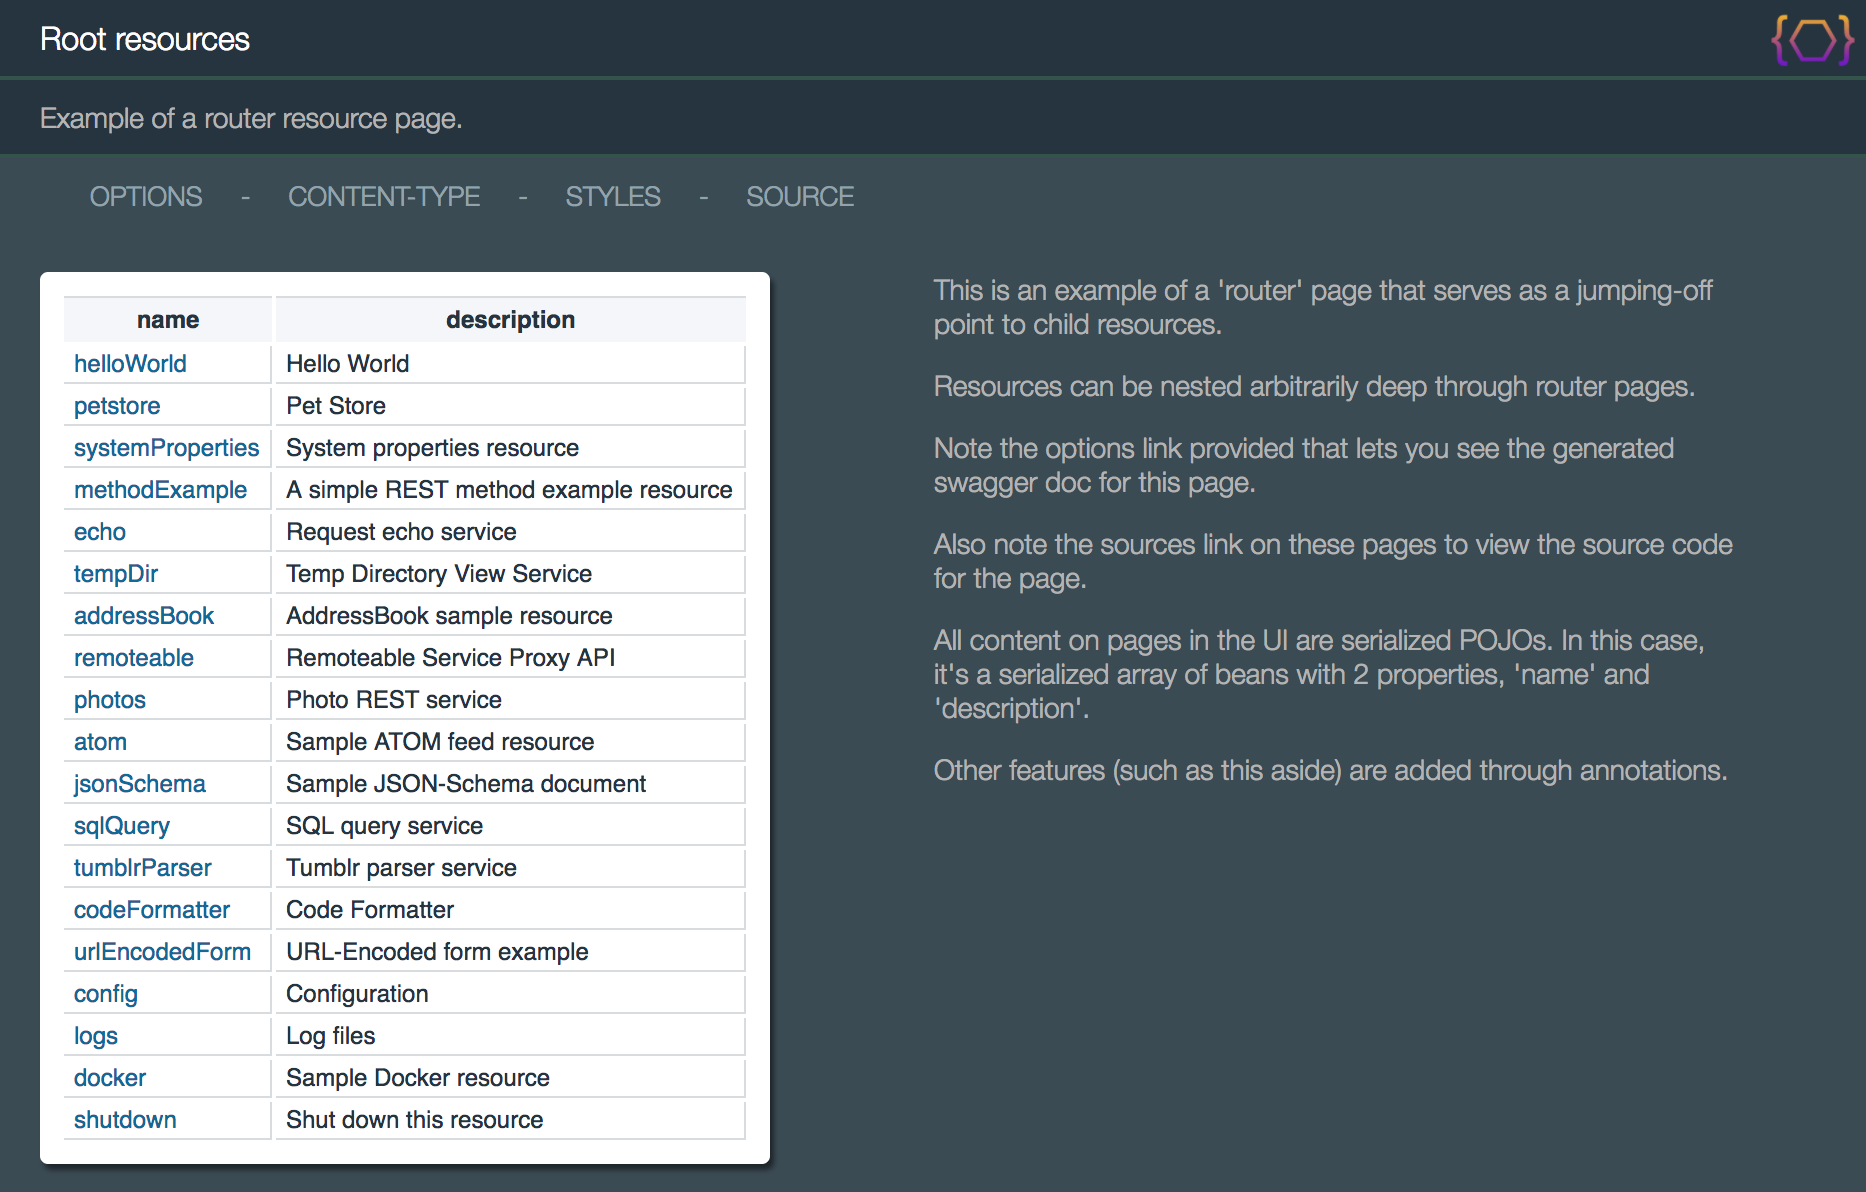 Root resources
Example of a router resource page.
OPTIONS - CONTENT-TYPE - STYLES - SOURCE
name description
helloWorld Hello World
petstore Pet Store
systemProperties System properties resource
methodExample A simple REST method example resource
echo Request echo service
tempDir Temp Directory View Service
addressBook AddressBook sample resource
remoteable Remoteable Service Proxy API
photos Photo REST service
atom Sample ATOM feed resource
jsonSchema Sample JSON-Schema document
sqlQuery SQL query service
tumblrParser Tumblr parser service
codeFormatter Code Formatter
urlEncodedForm URL-Encoded form example
config Configuration
logs Log files
docker Sample Docker resource
shutdown Shut down this resource
This is an example of a 'router' page that serves as a jumping-off
point to child resources.
Resources can be nested arbitrarily deep through router pages.
Note the options link provided that lets you see the generated
swagger doc for this page.
Also note the sources link on these pages to view the source code
for the page.
All content on pages in the UI are serialized POJOs. In this case,
it's a serialized array of beans with 2 properties, 'name' and
'description'.
Other features (such as this aside) are added through annotations.